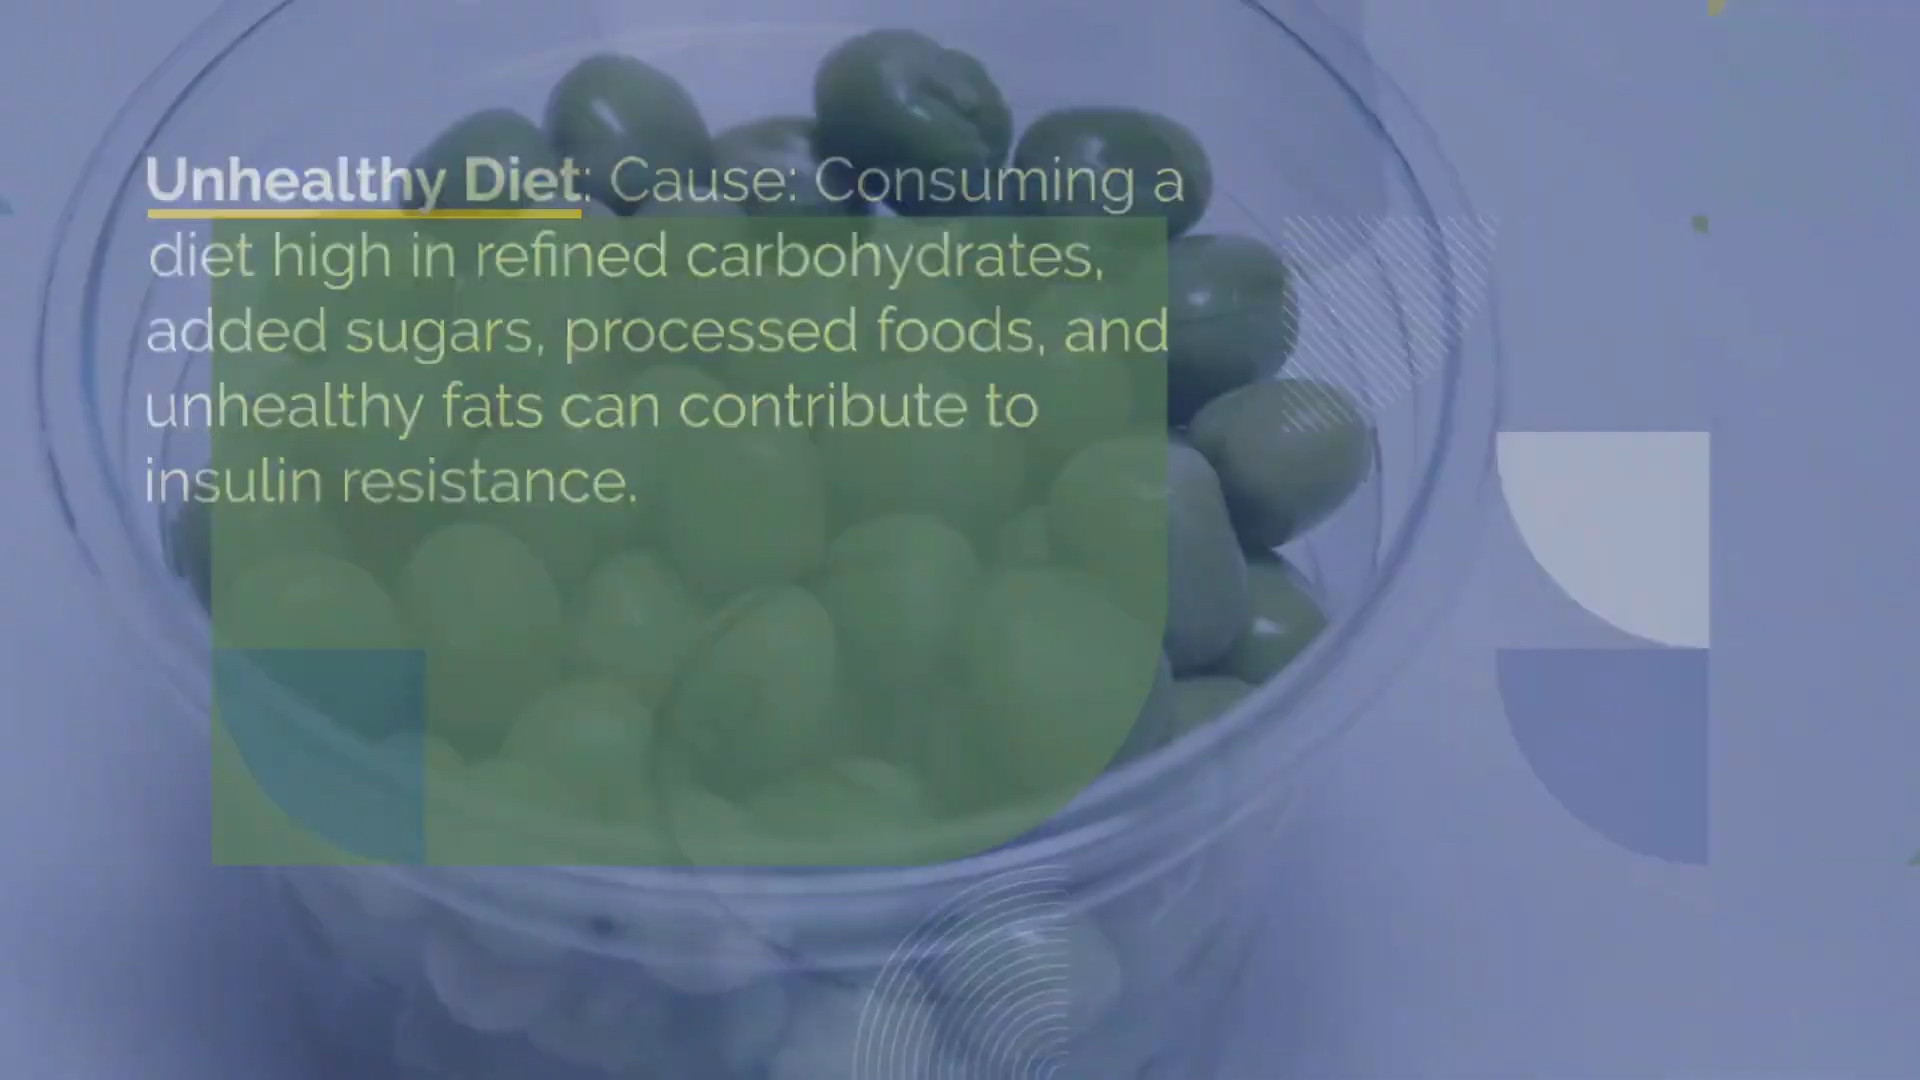 Unhealthy Diet: Cause: Consuming a
diet high in refined carbohydrates,
added sugars, processed foods, and
unhealthy fats can contribute to
insulin resistance.